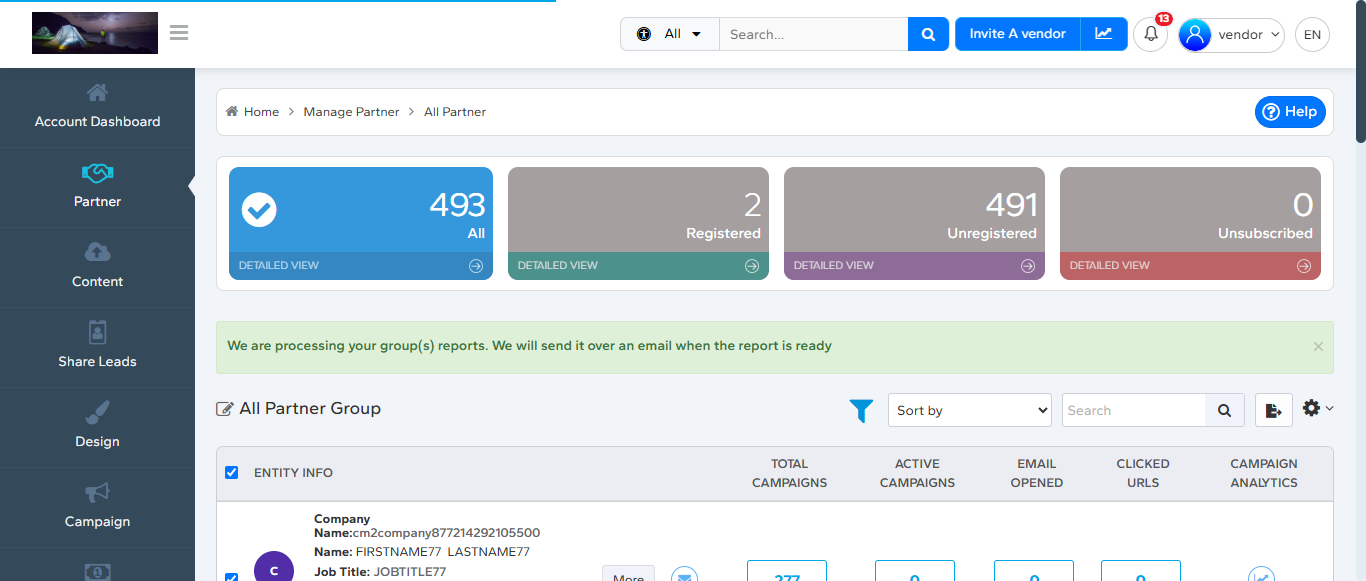 All
Search...
Invite A vendor
13
vendor
EN
Account Dashboard
Partner
Content
Share Leads
Design
Campaign
Home > Manage Partner > All Partner
Help
493
All
DETAILED VIEW
2
Registered
DETAILED VIEW
491
Unregistered
DETAILED VIEW
0
Unsubscribed
DETAILED VIEW
We are processing your group(s) reports. We will send it over an email when the report is ready ×
All Partner Group
Sort by
Search
ENTITY INFO
TOTAL
CAMPAIGNS
ACTIVE
CAMPAIGNS
EMAIL
OPENED
CLICKED
URLS
CAMPAIGN
ANALYTICS
C
Company
Name:cm2company877214292105500
Name: FIRSTNAME77 LASTNAME77
Job Title: JOBTITLE77
More
277
0
0
0